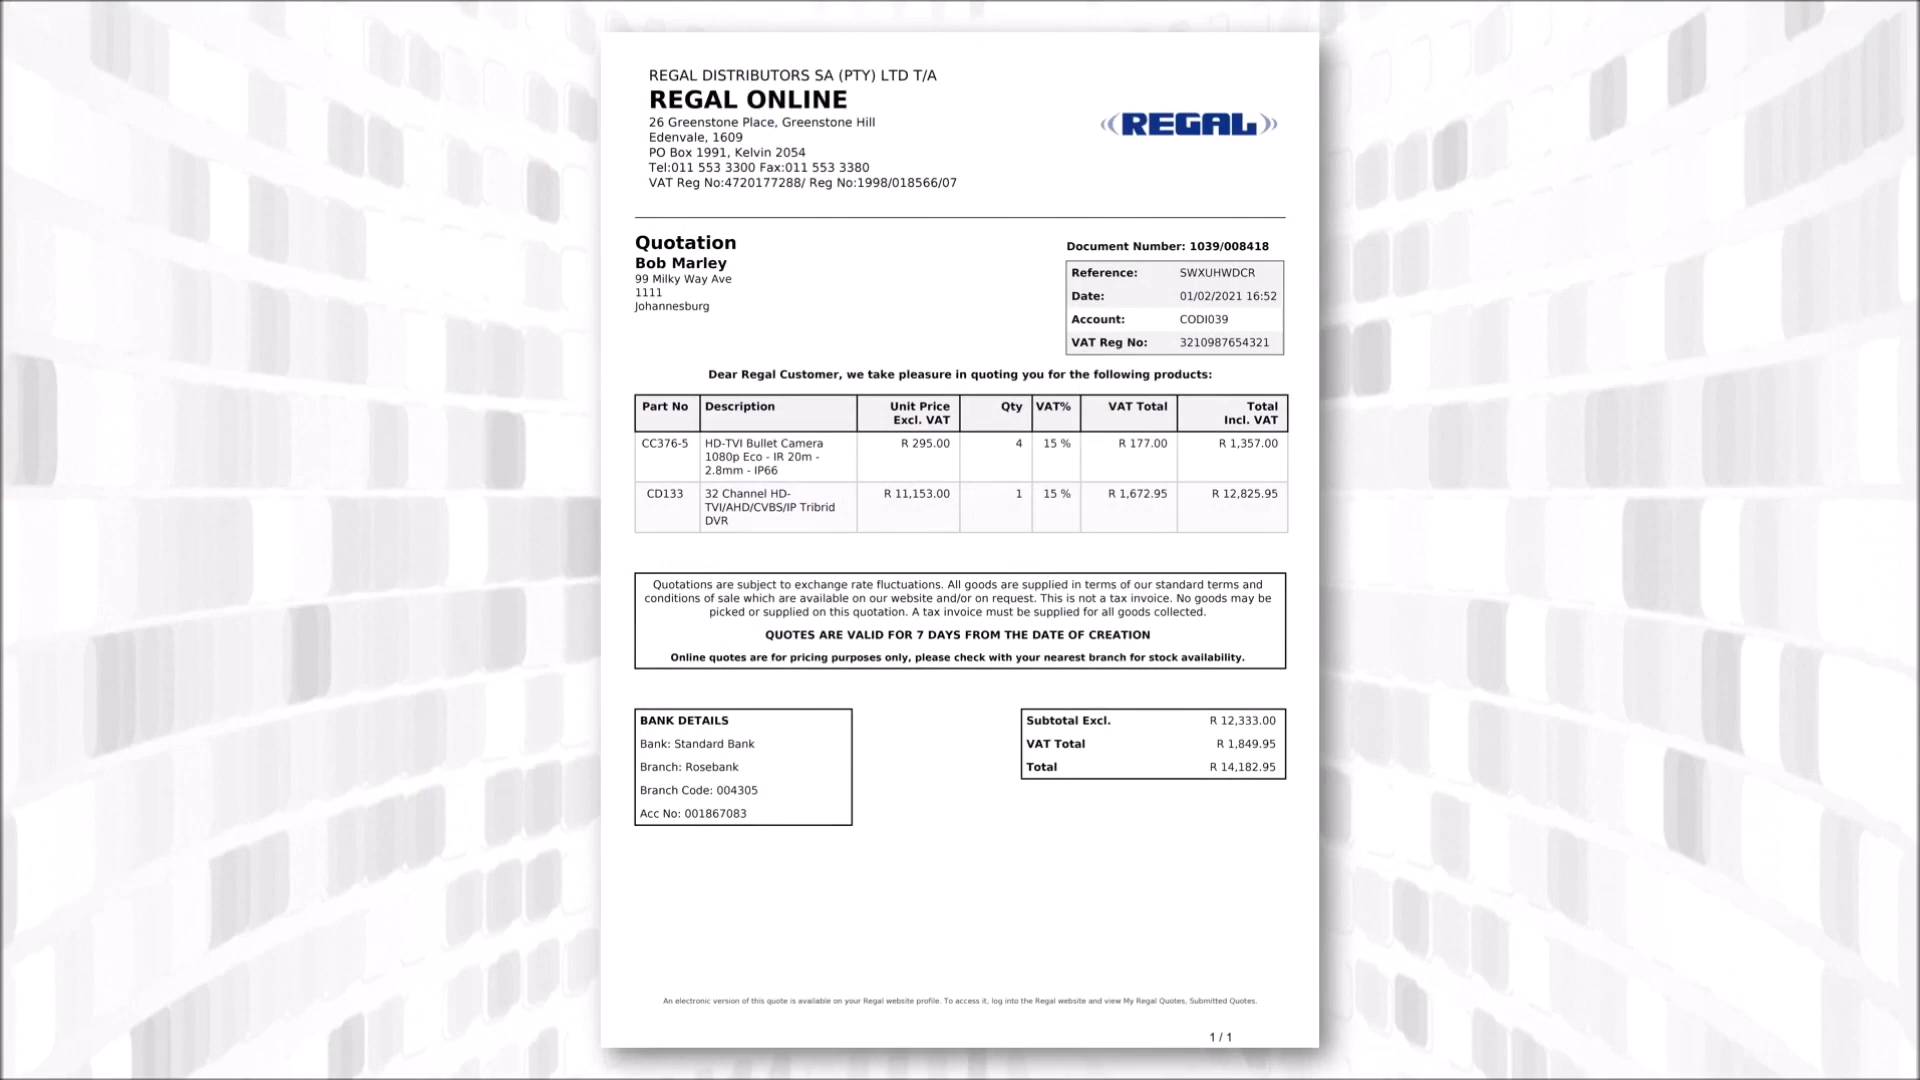 REGAL DISTRIBUTORS SA (PTY) LTD T/A
REGAL ONLINE
26 Greenstone Place, Greenstone Hill
Edenvale, 1609
PO Box 1991, Kelvin 2054
Tel:011 553 3300 Fax:011 553 3380
VAT Reg No:4720177288/ Reg No:1998/018566/07
REGAL
Quotation
Bob Marley
99 Milky Way Ave
1111
Johannesburg
Document Number: 1039/008418
Reference: SWXUHWDCR
Date: 01/02/2021 16:52
Account: CODI039
VAT Reg No: 3210987654321
Dear Regal Customer, we take pleasure in quoting you for the following products:
Part No Description Unit Price Qty VAT% VAT Total Total
Excl. VAT Incl. VAT
CC376-5 HD-TVI Bullet Camera R 295.00 4 15 % R 177.00 R 1,357.00
1080p Eco - IR 20m -
2.8mm - IP66
CD133 32 Channel HD- R 11,153.00 1 15 % R 1,672.95 R 12,825.95
TVI/AHD/CVBS/IP Tribrid
DVR
Quotations are subject to exchange rate fluctuations. All goods are supplied in terms of our standard terms and
conditions of sale which are available on our website and/or on request. This is not a tax invoice. No goods may be
picked or supplied on this quotation. A tax invoice must be supplied for all goods collected.
QUOTES ARE VALID FOR 7 DAYS FROM THE DATE OF CREATION
Online quotes are for pricing purposes only, please check with your nearest branch for stock availability.
BANK DETAILS
Bank: Standard Bank
Branch: Rosebank
Branch Code: 004305
Acc No: 001867083
Subtotal Excl. R 12,333.00
VAT Total R 1,849.95
Total R 14,182.95
An electronic version of this quote is available on your Regal website profile. To access it, log into the Regal website and view My Regal Quotes, Submitted Quotes.
1 / 1